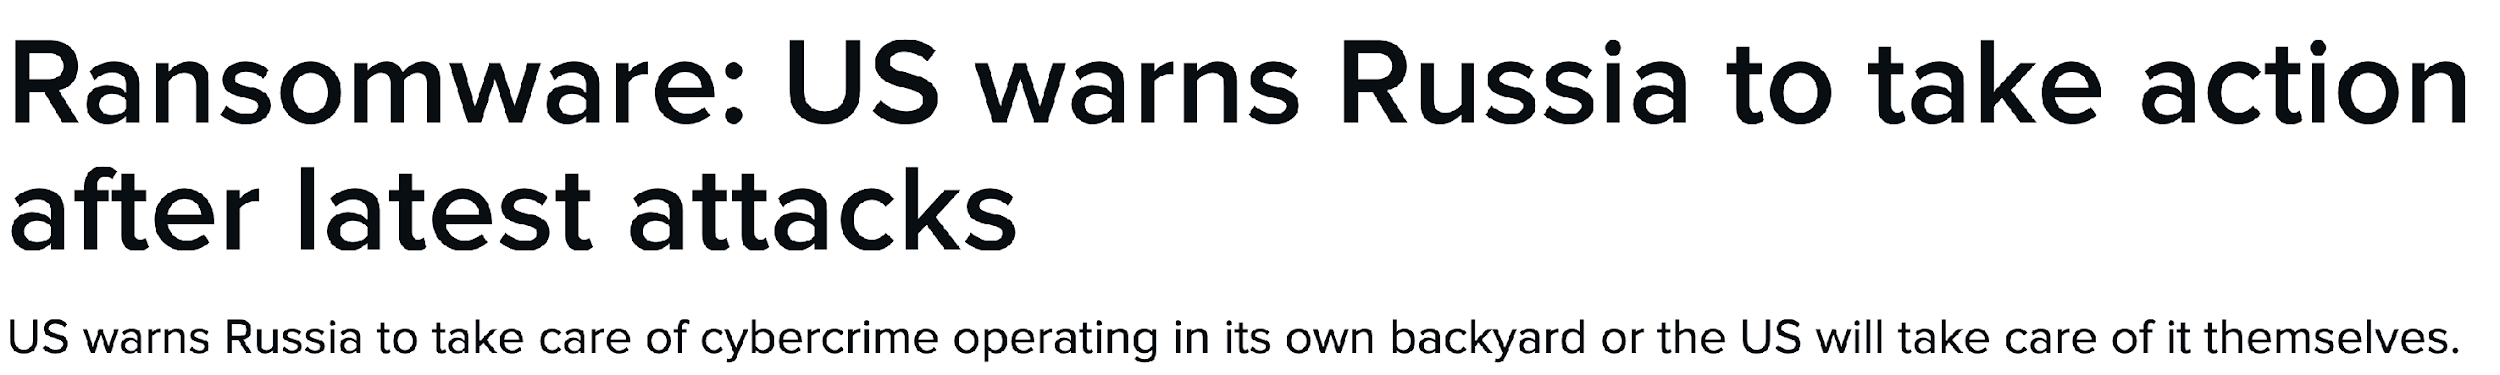 Ransomware: US warns Russia to take action
after latest attacks
US warns Russia to take care of cybercrime operating in its own backyard or the US will take care of it themselves.